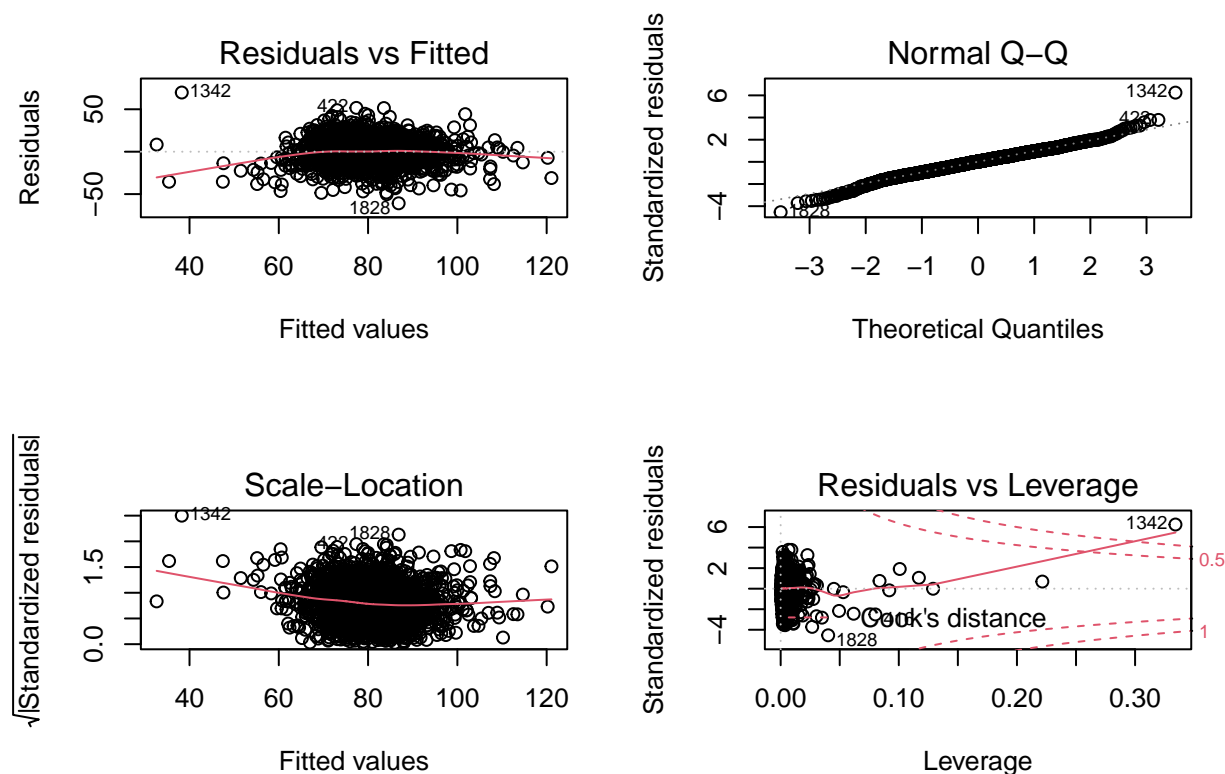 Residuals vs Fitted
Residuals
50
−50
1342
422
1828
40 60 80 100 120
Fitted values
Normal Q−Q
Standardized residuals
6
2
−4
1342
422
1828
−3 −2 −1 0 1 2 3
Theoretical Quantiles
Scale−Location
√|Standardized residuals|
1.5
0.0
1342
1828
422
40 60 80 100 120
Fitted values
Residuals vs Leverage
Standardized residuals
6
2
−4
1342
0.5
Cook's distance
1
1828
0.00 0.10 0.20 0.30
Leverage